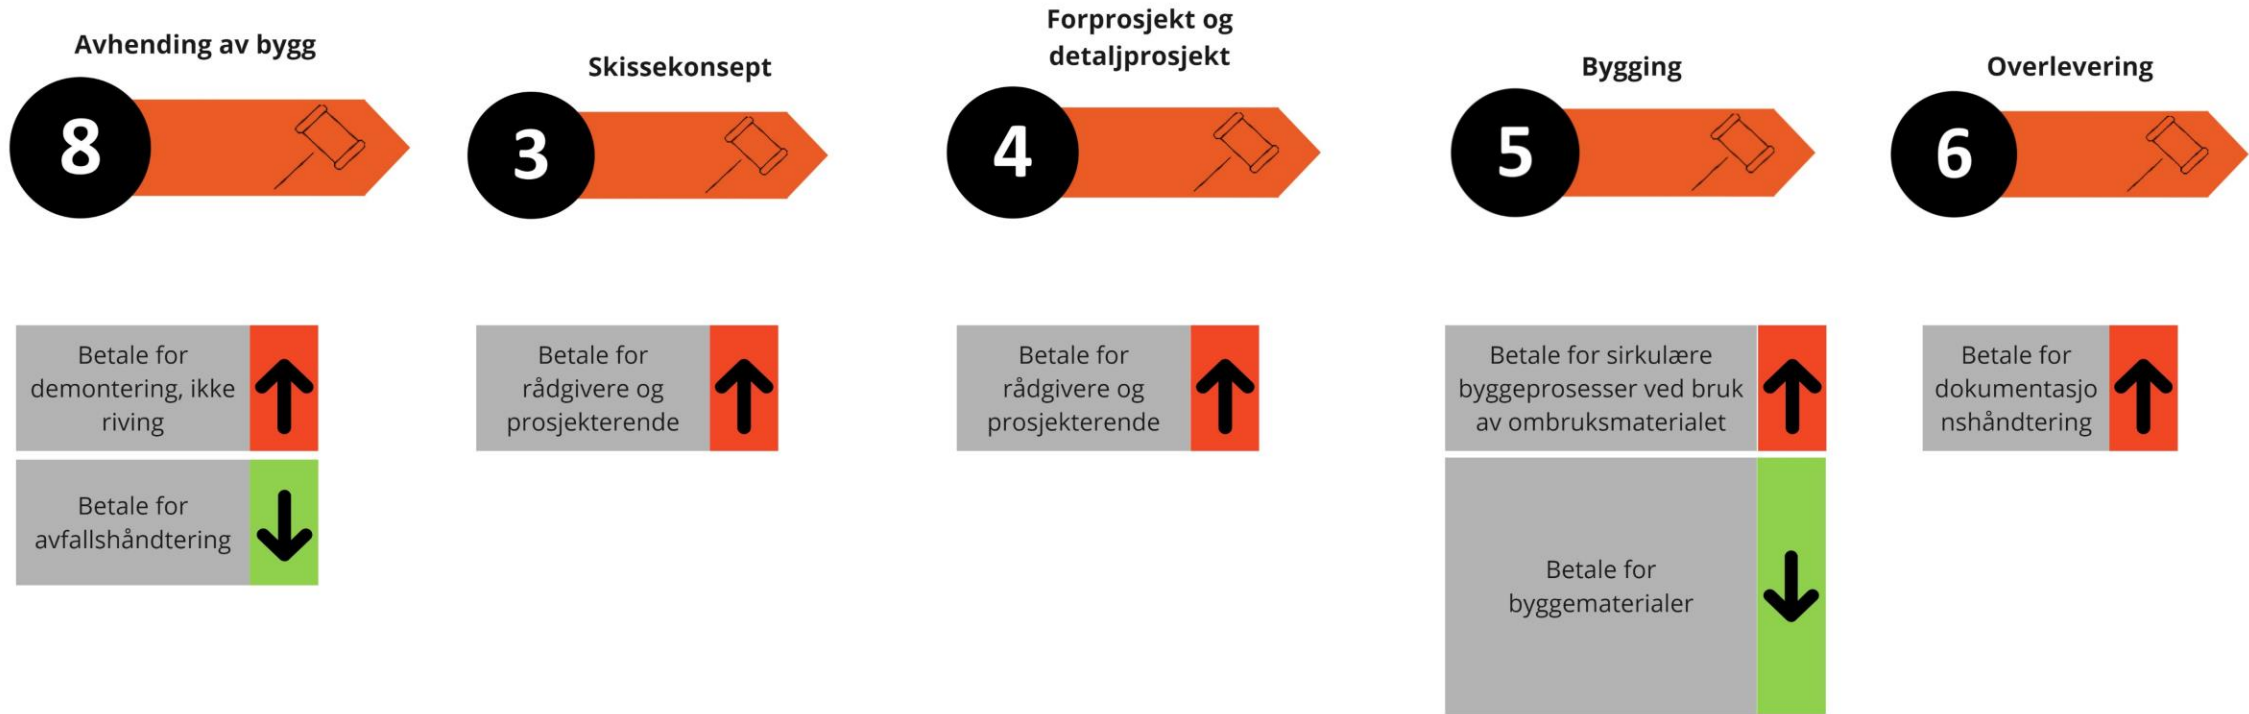 Avhending av bygg
8
Betale for
demontering, ikke
riving
Betale for
avfallshåndtering
Skissekonsept
3
Betale for
rådgivere og
prosjekterende
Forprosjekt og
detaljprosjekt
4
Betale for
rådgivere og
prosjekterende
Bygging
5
Betale for sirkulære
byggeprosesser ved bruk
av ombruksmaterialet
Betale for
byggematerialer
Overlevering
6
Betale for
dokumentasjo
nshåndtering